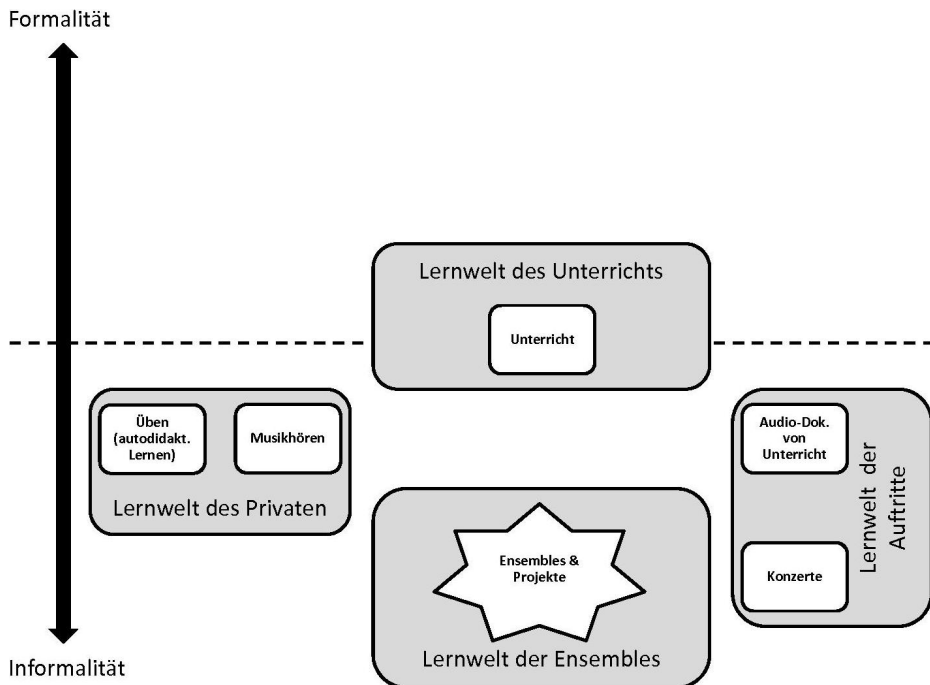 Formalität
Lernwelt des Unterrichts
Unterricht
Üben
(autodidakt.
Lernen)
Musikhören
Lernwelt des Privaten
Audio-Dok.
von
Unterricht
Konzerte
Lernwelt der
Auftritte
Ensembles &
Projekte
Lernwelt der Ensembles
Informalität